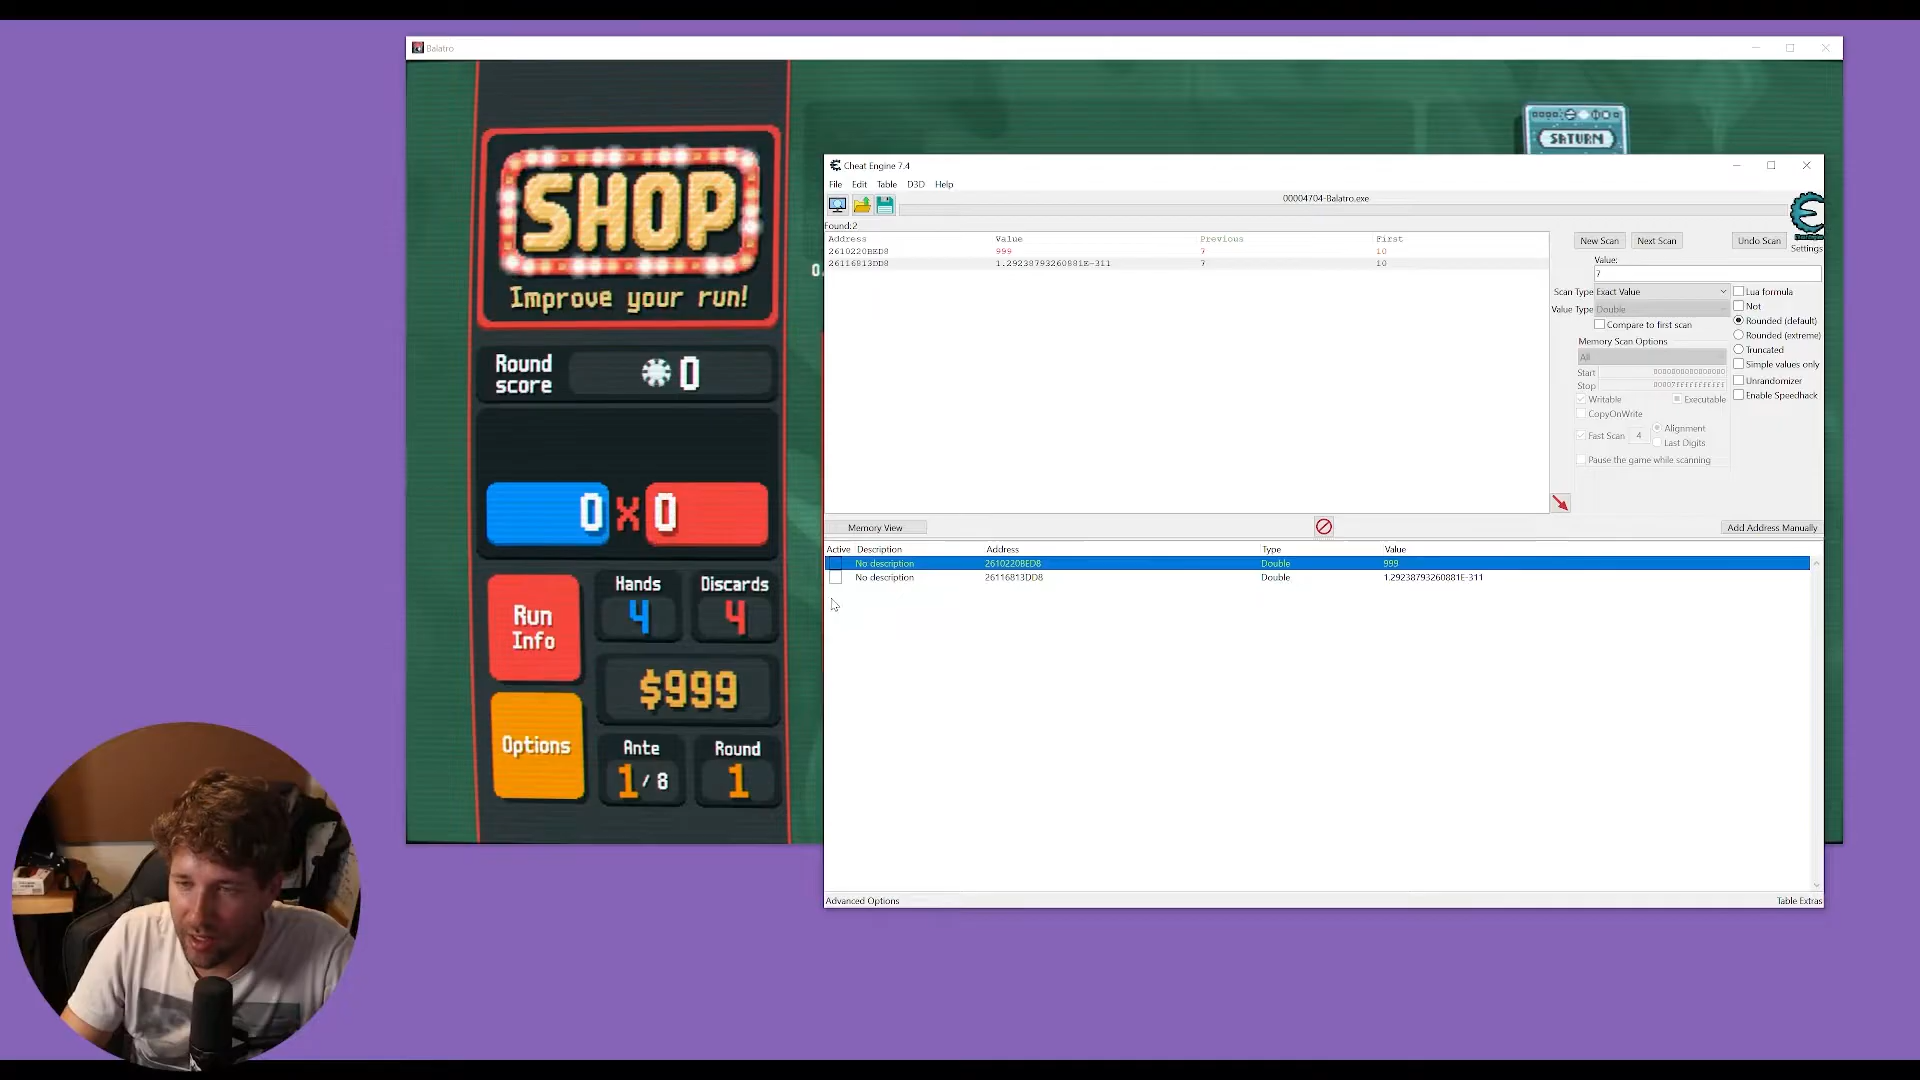 Balatro
SATURN
SHOP
Improve your run!
Round score
0
0 X 0
Run Info
Hands
4
Discards
4
$999
Options
Ante
1 / 8
Round
1
Cheat Engine 7.4
File Edit Table D3D Help
00004704-Balatro.exe
Found:2
Address Value Previous First
2610220BED8 999 7 10
26116813DD8 1.29238793260881E-311 7 10
New Scan Next Scan Undo Scan
Settings
Value:
7
Scan Type Exact Value
Value Type Double
Compare to first scan
Lua formula
Not
Rounded (default)
Rounded (extreme)
Truncated
Simple values only
Unrandomizer
Enable Speedhack
Memory Scan Options
All
Start 0000000000000000
Stop 00007fffffffffff
Writable Executable
CopyOnWrite
Fast Scan 4 Alignment
Last Digits
Pause the game while scanning
Memory View
Add Address Manually
Active Description Address Type Value
No description 2610220BED8 Double 999
No description 26116813DD8 Double 1.29238793260881E-311
Advanced Options
Table Extras